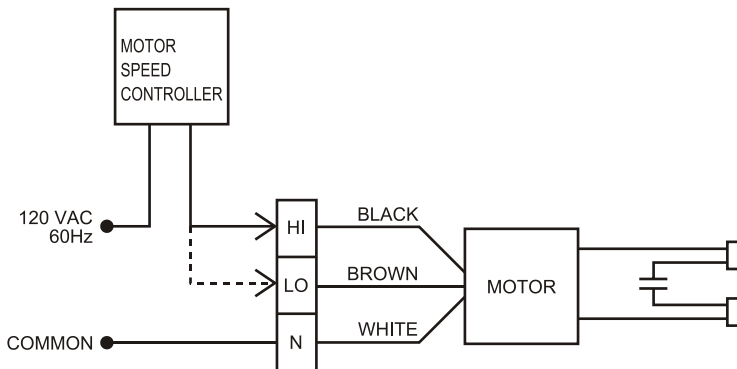 MOTOR
SPEED
CONTROLLER
120 VAC
60Hz
HI
BLACK
LO
BROWN
MOTOR
COMMON
N
WHITE